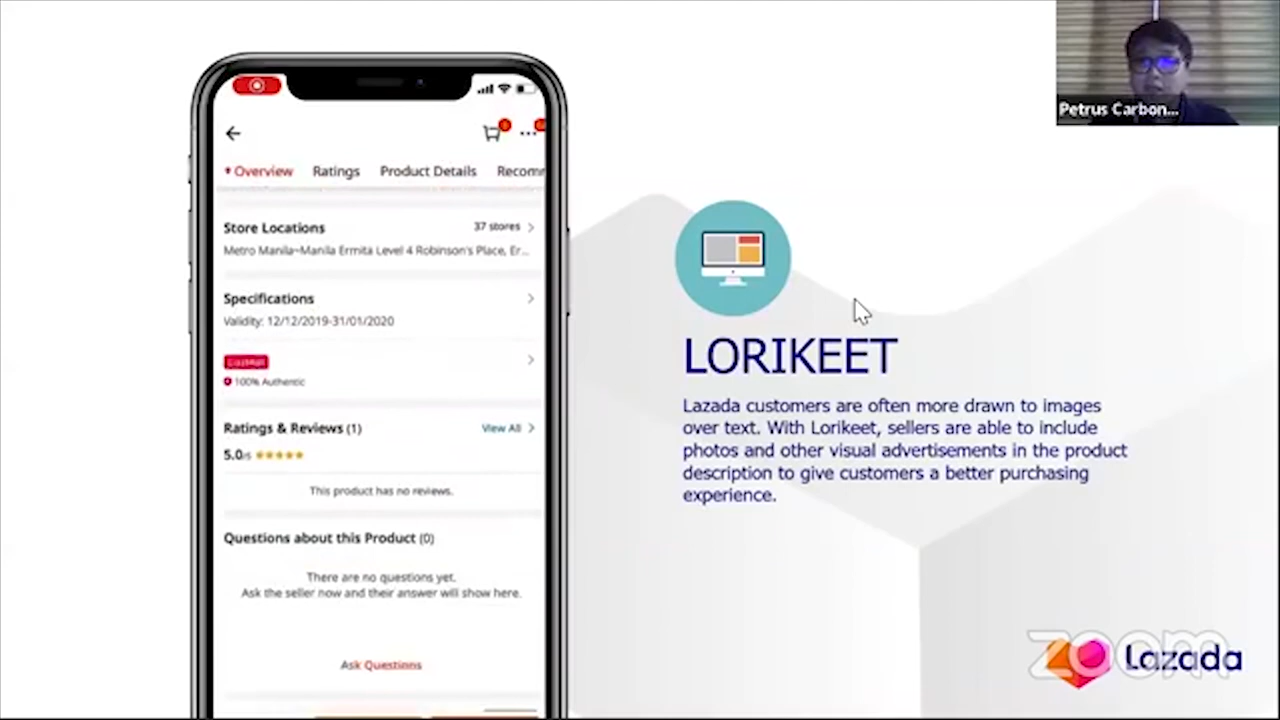 Petrus Carbon...
Overview Ratings Product Details Recomm
Store Locations 37 stores
Metro Manila~Manila Ermita Level 4 Robinson's Place, Er...
Specifications
Validity: 12/12/2019-31/01/2020
100% Authentic
Ratings & Reviews (1) View All
5.0/5
This product has no reviews.
Questions about this Product (0)
There are no questions yet.
Ask the seller now and their answer will show here.
Ask Questions
LORIKEET
Lazada customers are often more drawn to images
over text. With Lorikeet, sellers are able to include
photos and other visual advertisements in the product
description to give customers a better purchasing
experience.
zoom
Lazada